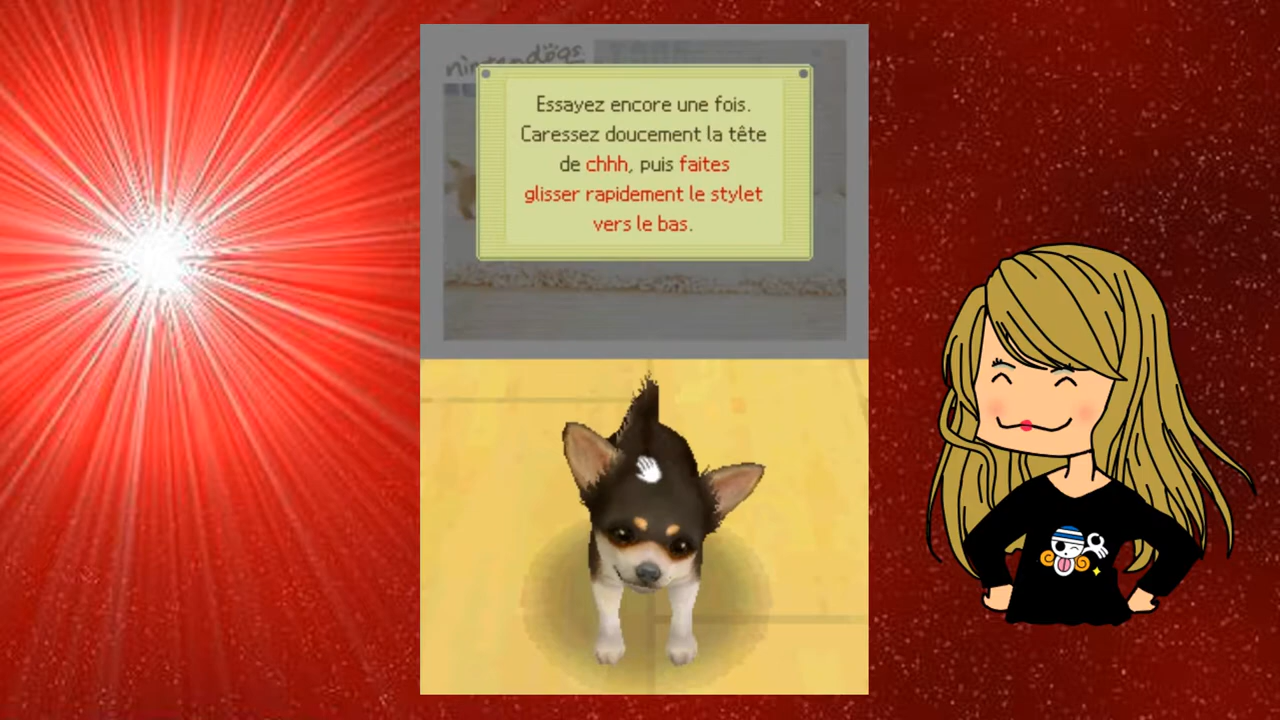 nintendogs
Essayez encore une fois.
Caressez doucement la tête
de chhh, puis faites
glisser rapidement le stylet
vers le bas.